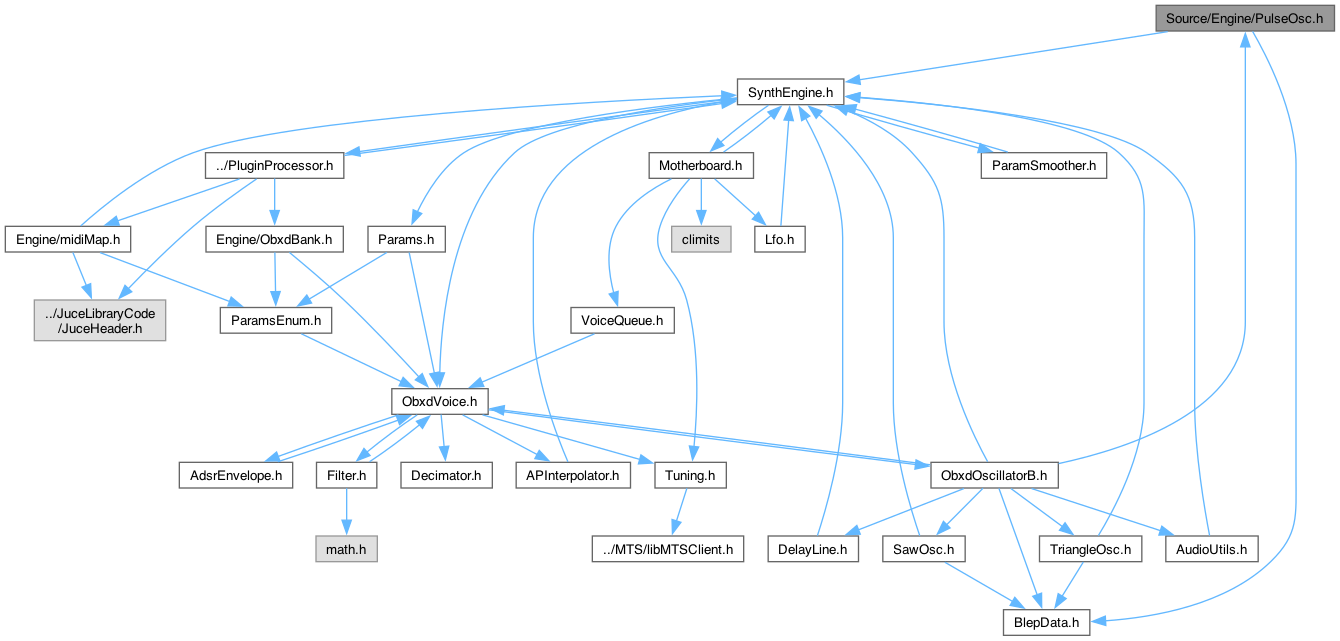 Source/Engine/PulseOsc.h
SynthEngine.h
../PluginProcessor.h
Motherboard.h
ParamSmoother.h
Engine/midiMap.h
Engine/ObxdBank.h
Params.h
climits
Lfo.h
../JuceLibraryCode
/JuceHeader.h
ParamsEnum.h
VoiceQueue.h
ObxdVoice.h
AdsrEnvelope.h
Filter.h
Decimator.h
APInterpolator.h
Tuning.h
ObxdOscillatorB.h
math.h
../MTS/libMTSClient.h
DelayLine.h
SawOsc.h
TriangleOsc.h
AudioUtils.h
BlepData.h